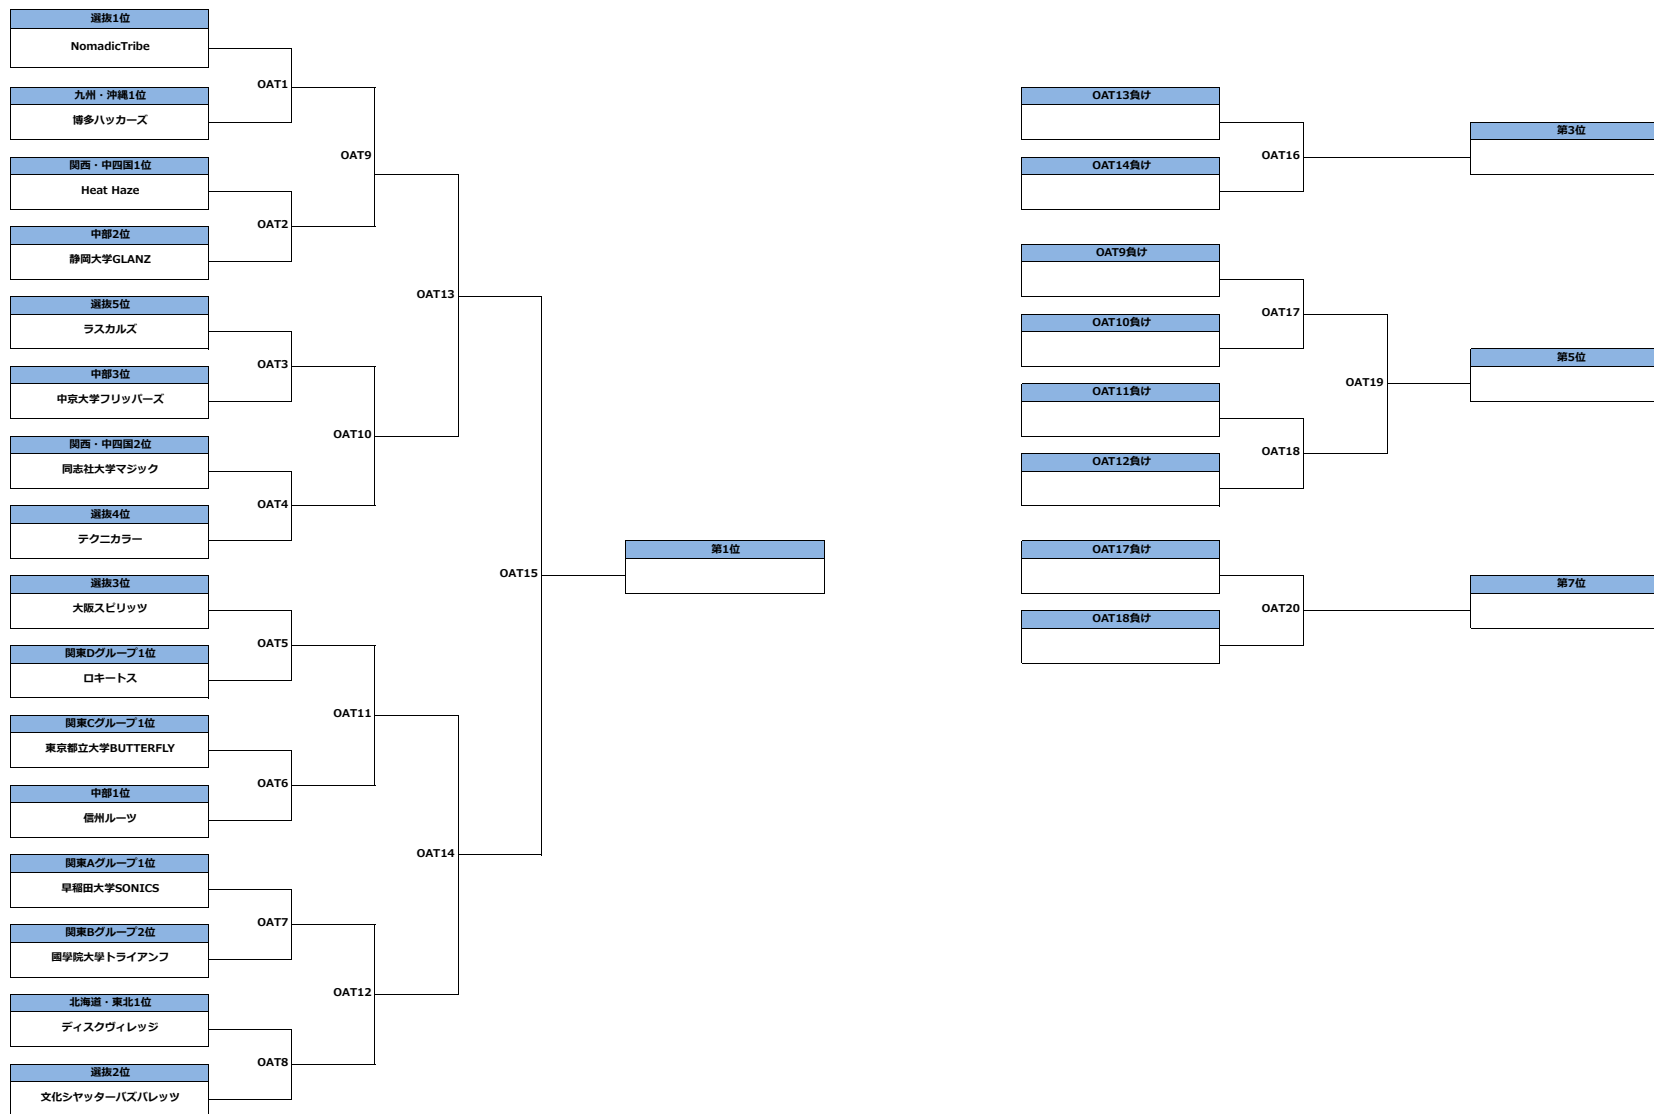 選抜1位
NomadicTribe
OAT1
九州・沖縄1位
博多ハッカーズ
OAT9
関西・中四国1位
Heat Haze
OAT2
中部2位
静岡大学GLANZ
OAT13
選抜5位
ラスカルズ
OAT3
中部3位
中京大学フリッパーズ
OAT10
関西・中四国2位
同志社大学マジック
OAT4
選抜4位
テクニカラー
OAT15
第1位
選抜3位
大阪スピリッツ
OAT5
関東Dグループ1位
ロキートス
OAT11
関東Cグループ1位
東京都立大学BUTTERFLY
OAT6
中部1位
信州ルーツ
OAT14
関東Aグループ1位
早稲田大学SONICS
OAT7
関東Bグループ2位
國學院大學トライアンフ
OAT12
北海道・東北1位
ディスクヴィレッジ
OAT8
選抜2位
文化シヤッターバズバレッツ
OAT13負け
OAT16
第3位
OAT14負け
OAT9負け
OAT17
OAT10負け
OAT19
第5位
OAT11負け
OAT18
OAT12負け
OAT17負け
OAT20
第7位
OAT18負け